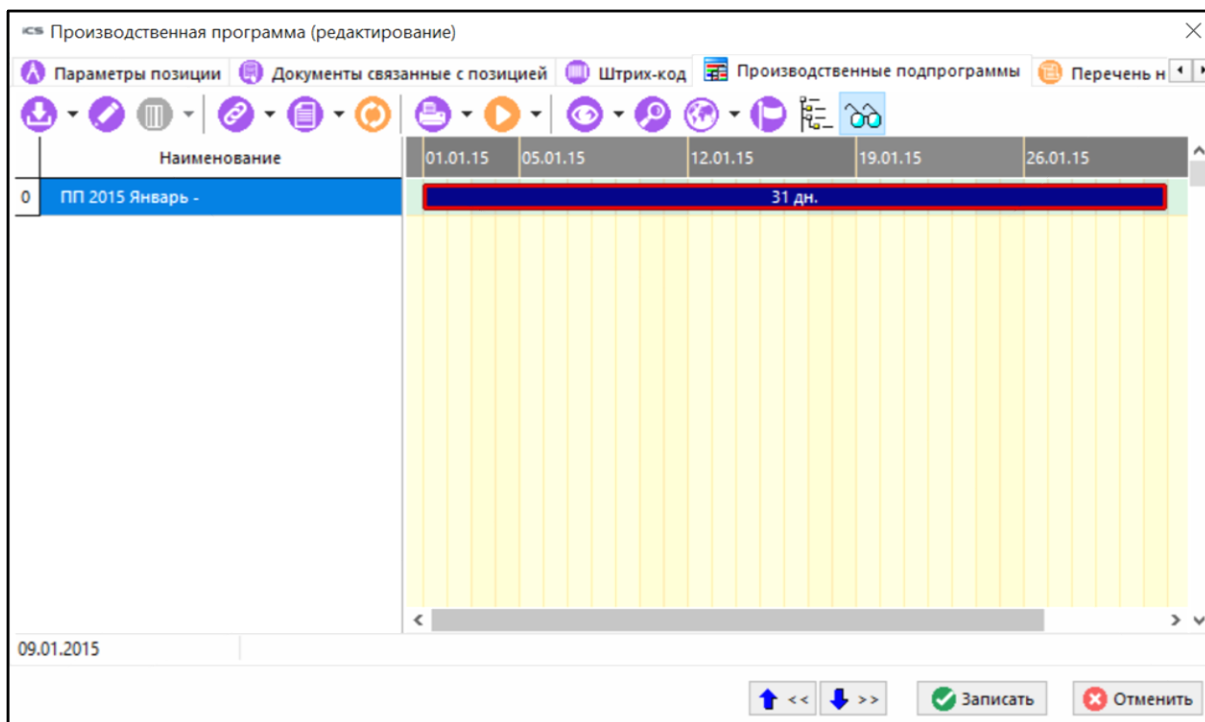 iCS Производственная программа (редактирование)
Параметры позиции Документы связанные с позицией Штрих-код Производственные подпрограммы Перечень н
Наименование 01.01.15 05.01.15 12.01.15 19.01.15 26.01.15
0 ПП 2015 Январь - 31 дн.
09.01.2015
<< >> Записать Отменить